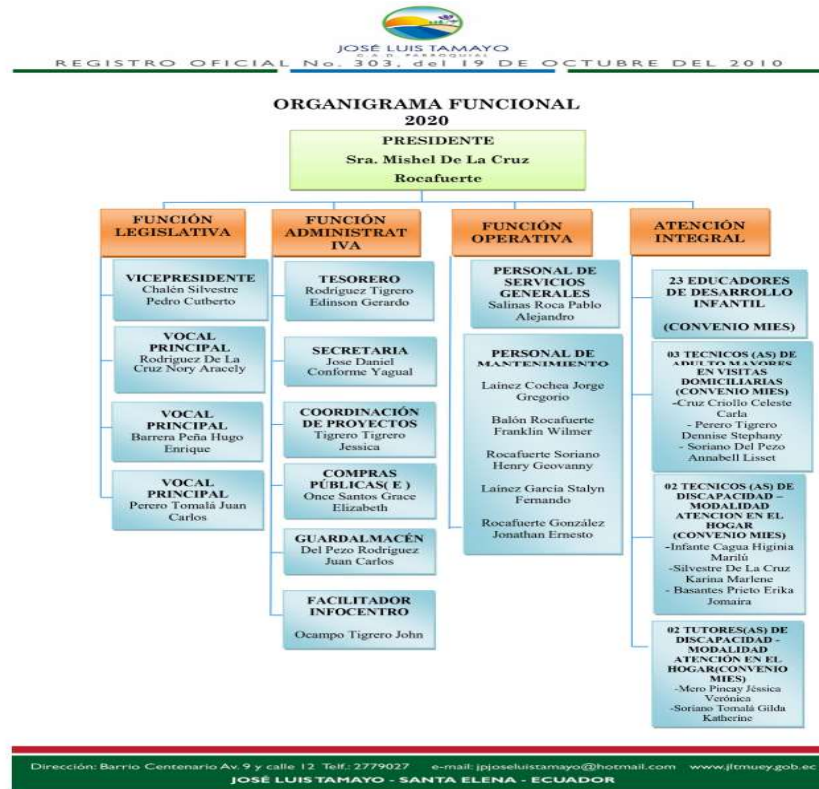 JOSÉ LUIS TAMAYO
G.A.D. PARROQUIAL
REGISTRO OFICIAL No. 303, del 19 DE OCTUBRE DEL 2010
ORGANIGRAMA FUNCIONAL
2020
PRESIDENTE
Sra. Mishel De La Cruz
Rocafuerte
FUNCIÓN
LEGISLATIVA
VICEPRESIDENTE
Chalén Silvestre
Pedro Cutberto
VOCAL
PRINCIPAL
Rodriguez De La
Cruz Nory Aracely
VOCAL
PRINCIPAL
Barrera Peña Hugo
Enrique
VOCAL
PRINCIPAL
Perero Tomalá Juan
Carlos
FUNCIÓN
ADMINISTRAT
IVA
TESORERO
Rodríguez Tigrero
Edinson Gerardo
SECRETARIA
Jose Daniel
Conforme Yagual
COORDINACIÓN
DE PROYECTOS
Tigrero Tigrero
Jessica
COMPRAS
PÚBLICAS( E )
Once Santos Grace
Elizabeth
GUARDALMACÉN
Del Pezo Rodríguez
Juan Carlos
FACILITADOR
INFOCENTRO
Ocampo Tigrero John
FUNCIÓN
OPERATIVA
PERSONAL DE
SERVICIOS
GENERALES
Salinas Roca Pablo
Alejandro
PERSONAL DE
MANTENIMIENTO
Laínez Cochea Jorge
Gregorio
Balón Rocafuerte
Franklin Wilmer
Rocafuerte Soriano
Henry Geovanny
Laínez García Stalyn
Fernando
Rocafuerte González
Jonathan Ernesto
ATENCIÓN
INTEGRAL
23 EDUCADORES
DE DESARROLLO
INFANTIL
(CONVENIO MIES)
03 TECNICOS (AS) DE
ADULTO MAYORES
EN VISITAS
DOMICILIARIAS
(CONVENIO MIES)
-Cruz Criollo Celeste
Carla
- Perero Tigrero
Dennise Stephany
- Soriano Del Pezo
Annabell Lisset
02 TECNICOS (AS) DE
DISCAPACIDAD –
MODALIDAD
ATENCION EN EL
HOGAR
(CONVENIO MIES)
-Infante Cagua Higinia
Marilú
-Silvestre De La Cruz
Karina Marlene
- Basantes Prieto Erika
Jomaira
02 TUTORES(AS) DE
DISCAPACIDAD -
MODALIDAD
ATENCIÓN EN EL
HOGAR(CONVENIO
MIES)
-Mero Pincay Jéssica
Verónica
-Soriano Tomalá Gilda
Katherine
Dirección: Barrio Centenario Av. 9 y calle 12 Telf.: 2779027 e-mail: jpjoseluistamayo@hotmail.com www.jltmuey.gob.ec
JOSÉ LUIS TAMAYO - SANTA ELENA - ECUADOR